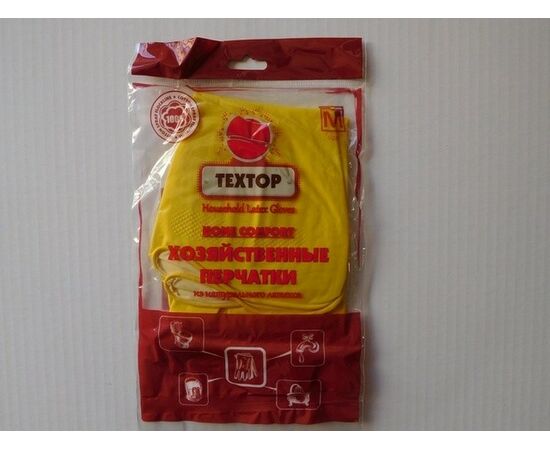 100%
M
TEXTOP
Household Latex Gloves
HOME COMFORT
ХОЗЯЙСТВЕННЫЕ
ПЕРЧАТКИ
из натурального латекса